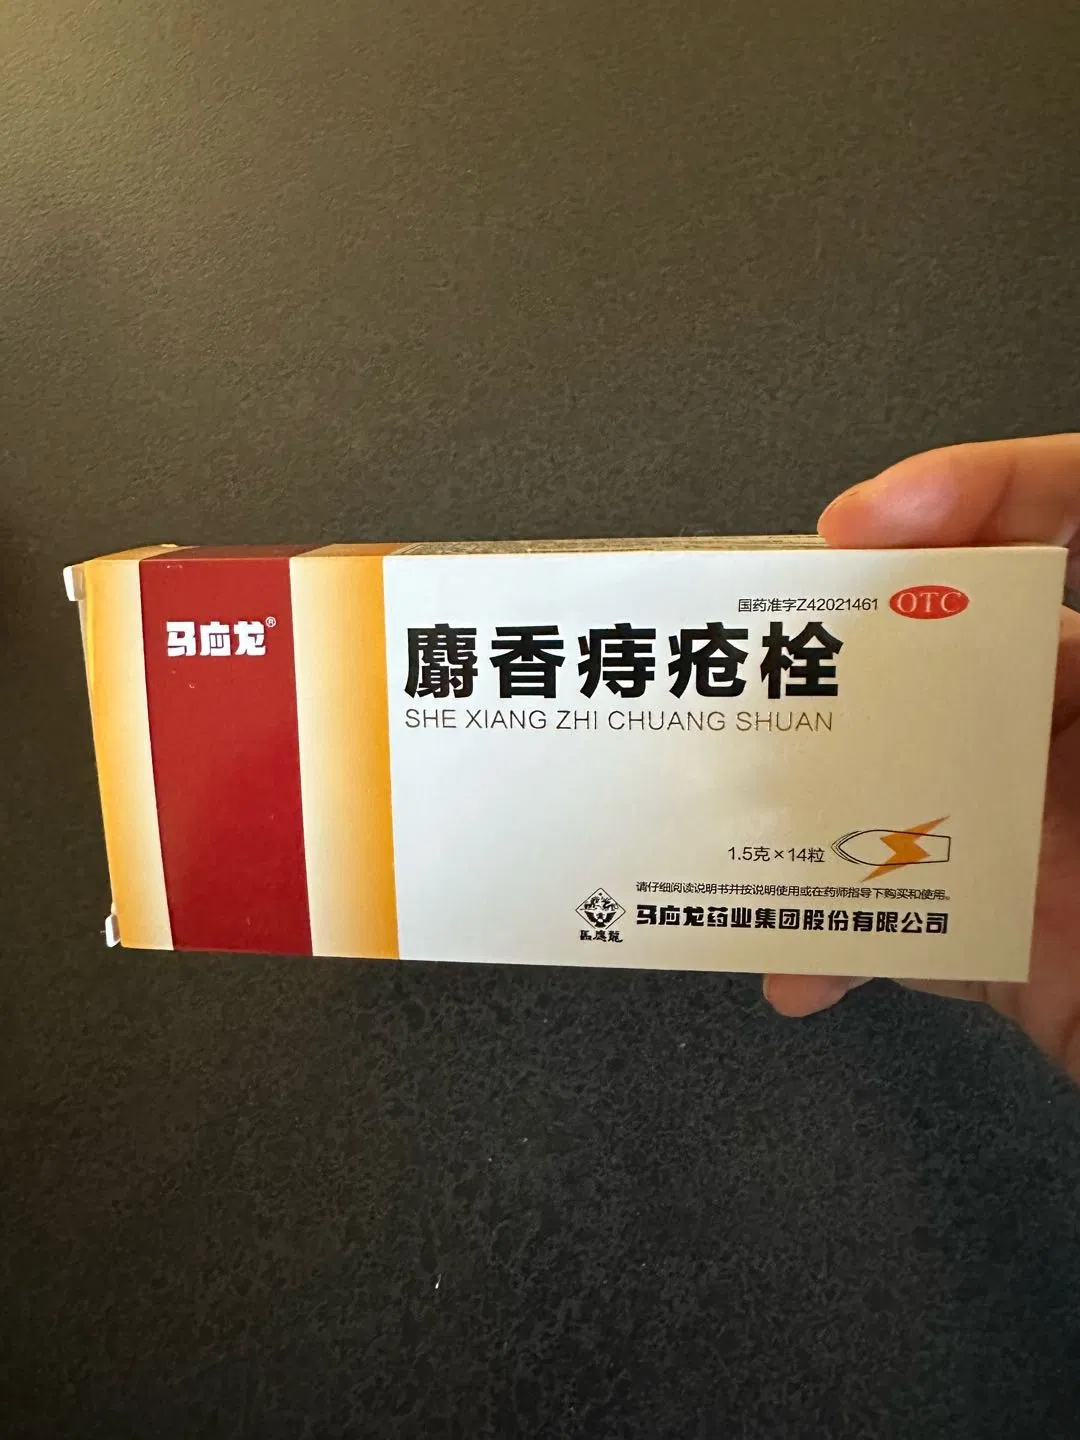 马应龙®
国药准字Z42021461 OTC
麝香痔疮栓
SHE XIANG ZHI CHUANG SHUAN
1.5克×14粒
请仔细阅读说明书并按说明使用或在药师指导下购买和使用。
马应龙药业集团股份有限公司
馬應龍